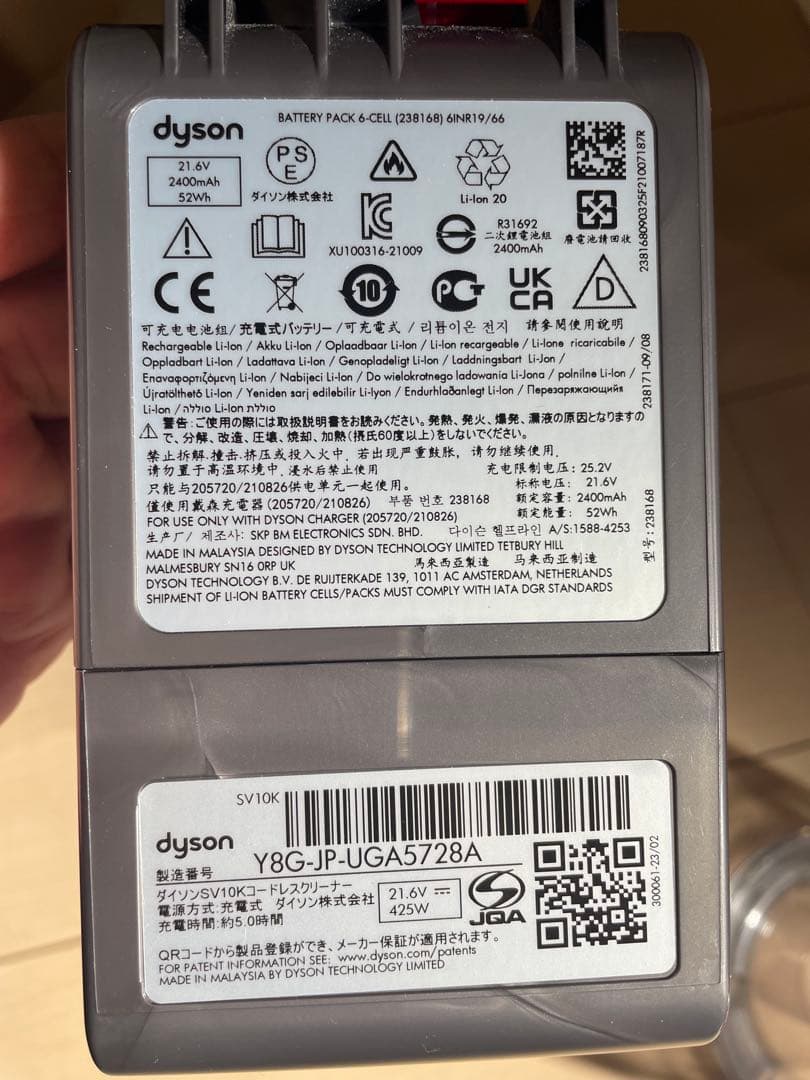 BATTERY PACK 6-CELL (238168) 6INR19/66
dyson
21.6V
2400mAh
52Wh
PS
E
ダイソン株式会社
Li-Ion 20
廢電池請回收
238168090325F21007187R
XU100316-21009
R31692
二次鋰電池組
2400mAh
CE
10
UK
CA
D
可充电电池组/充電式バッテリー/可充電式 / 리튬이온 전지 請參閱使用說明
Rechargeable Li-Ion / Akku Li-Ion / Oplaadbaar Li-Ion / Li-Ion recargeable / Li-Ione ricaricabile /
Oppladbart Li-Ion / Ladattava Li-Ion / Genopladeligt Li-Ion / Laddningsbart Li-Jon /
Επαναφορτιζόμενη Li-Ion / Nabíjecí Li-Ion / Do wielokrotnego ladowania Li-Jona / polnilne Li-Ion /
Újratölthető Li-Ion / Yeniden sarj edilebilir Li-Iyon / Endurhlaðanlegt Li-Ion / Перезаряжающийся
Li-Ion / סוללה Li-Ion סוללת
238171-09/08
警告: ご使用の際には取扱説明書をお読みください。発熱、発火、爆発、漏液の原因となりますの
で、分解、改造、圧壊、焼却、加熱(摂氏60度以上)をしないでください。
禁止拆解.撞击.挤压或投入火中. 若出现严重鼓胀, 请勿继续使用.
请勿置于高温环境中. 浸水后禁止使用
充电限制电压: 25.2V
只能与205720/210826供电单元一起使用。
标称电压: 21.6V
僅使用戴森充電器(205720/210826) 부품 번호 238168
额定容量: 2400mAh
FOR USE ONLY WITH DYSON CHARGER (205720/210826)
额定能量: 52Wh
生产厂/ 제조사: SKP BM ELECTRONICS SDN. BHD. 다이슨 헬프라인 A/S:1588-4253
MADE IN MALAYSIA DESIGNED BY DYSON TECHNOLOGY LIMITED TETBURY HILL
MALMESBURY SN16 0RP UK 馬來西亞製造 马来西亚制造
DYSON TECHNOLOGY B.V. DE RUIJTERKADE 139, 1011 AC AMSTERDAM, NETHERLANDS
SHIPMENT OF LI-ION BATTERY CELLS/PACKS MUST COMPLY WITH IATA DGR STANDARDS
型号: 238168
SV10K
dyson
製造番号 Y8G-JP-UGA5728A
ダイソンSV10Kコードレスクリーナー
電源方式:充電式 ダイソン株式会社
充電時間:約5.0時間
21.6V
425W
JQA
300061-23/02
QRコードから製品登録ができ、メーカー保証が適用されます。
FOR PATENT INFORMATION SEE: www.dyson.com/patents
MADE IN MALAYSIA BY DYSON TECHNOLOGY LIMITED